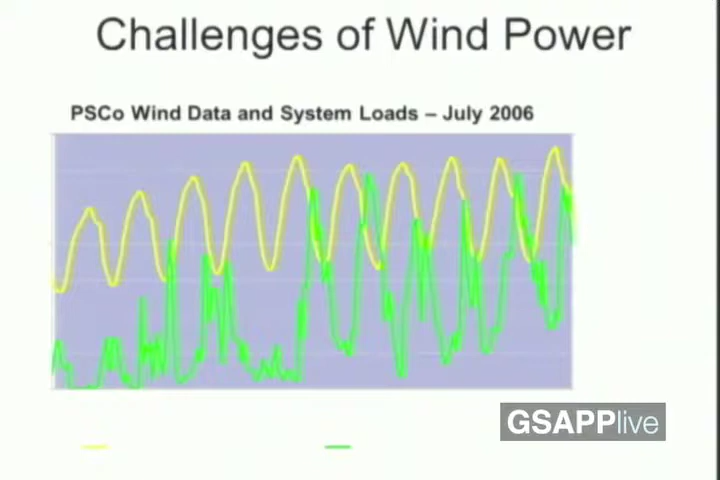 Challenges of Wind Power
PSCo Wind Data and System Loads – July 2006
GSAPPlive